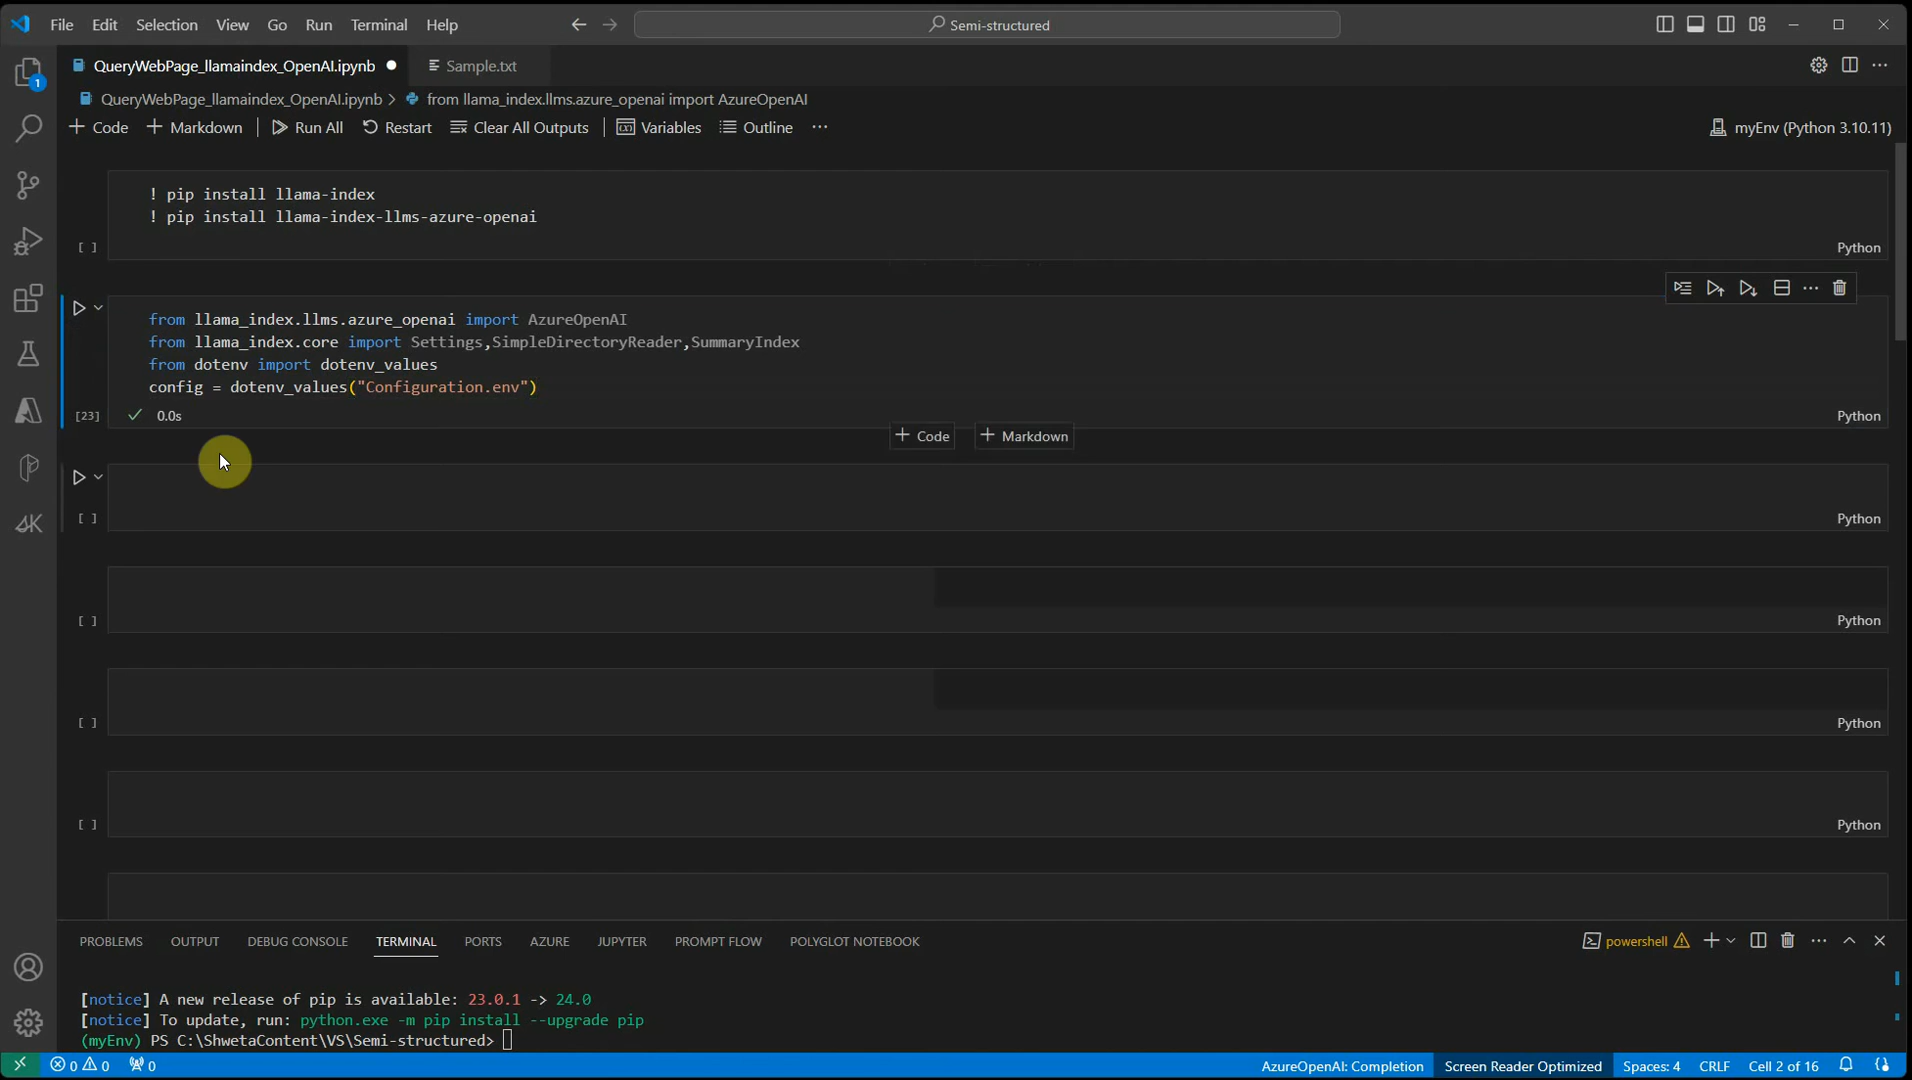 File Edit Selection View Go Run Terminal Help
Semi-structured
QueryWebPage_llamaindex_OpenAI.ipynb
Sample.txt
QueryWebPage_llamaindex_OpenAI.ipynb > from llama_index.llms.azure_openai import AzureOpenAI
+ Code + Markdown Run All Restart Clear All Outputs Variables Outline ...
myEnv (Python 3.10.11)
! pip install llama-index
! pip install llama-index-llms-azure-openai
[ ]
Python
from llama_index.llms.azure_openai import AzureOpenAI
from llama_index.core import Settings,SimpleDirectoryReader,SummaryIndex
from dotenv import dotenv_values
config = dotenv_values("Configuration.env")
[23] 0.0s
Python
+ Code + Markdown
[ ]
Python
[ ]
Python
[ ]
Python
[ ]
Python
PROBLEMS OUTPUT DEBUG CONSOLE TERMINAL PORTS AZURE JUPYTER PROMPT FLOW POLYGLOT NOTEBOOK
powershell
[notice] A new release of pip is available: 23.0.1 -> 24.0
[notice] To update, run: python.exe -m pip install --upgrade pip
(myEnv) PS C:\ShwetaContent\VS\Semi-structured>
0 0 0
AzureOpenAI: Completion Screen Reader Optimized Spaces: 4 CRLF Cell 2 of 16
1